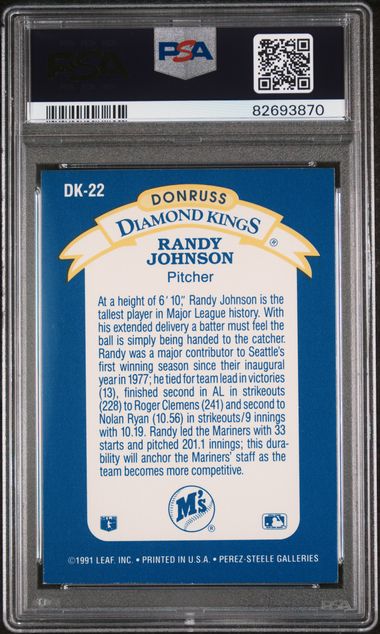 PSA
PSA
82693870
DK-22
DONRUSS
DIAMOND KINGS
®
RANDY
JOHNSON
Pitcher
At a height of 6´10,” Randy Johnson is the
tallest player in Major League history. With
his extended delivery a batter must feel the
ball is simply being handed to the catcher.
Randy was a major contributor to Seattle's
first winning season since their inaugural
year in 1977; he tied for team lead in victories
(13), finished second in AL in strikeouts
(228) to Roger Clemens (241) and second to
Nolan Ryan (10.56) in strikeouts/9 innings
with 10.19. Randy led the Mariners with 33
starts and pitched 201.1 innings; this dura-
bility will anchor the Mariners' staff as the
team becomes more competitive.
M's
©1991 LEAF, INC. • PRINTED IN U.S.A. • PEREZ-STEELE GALLERIES